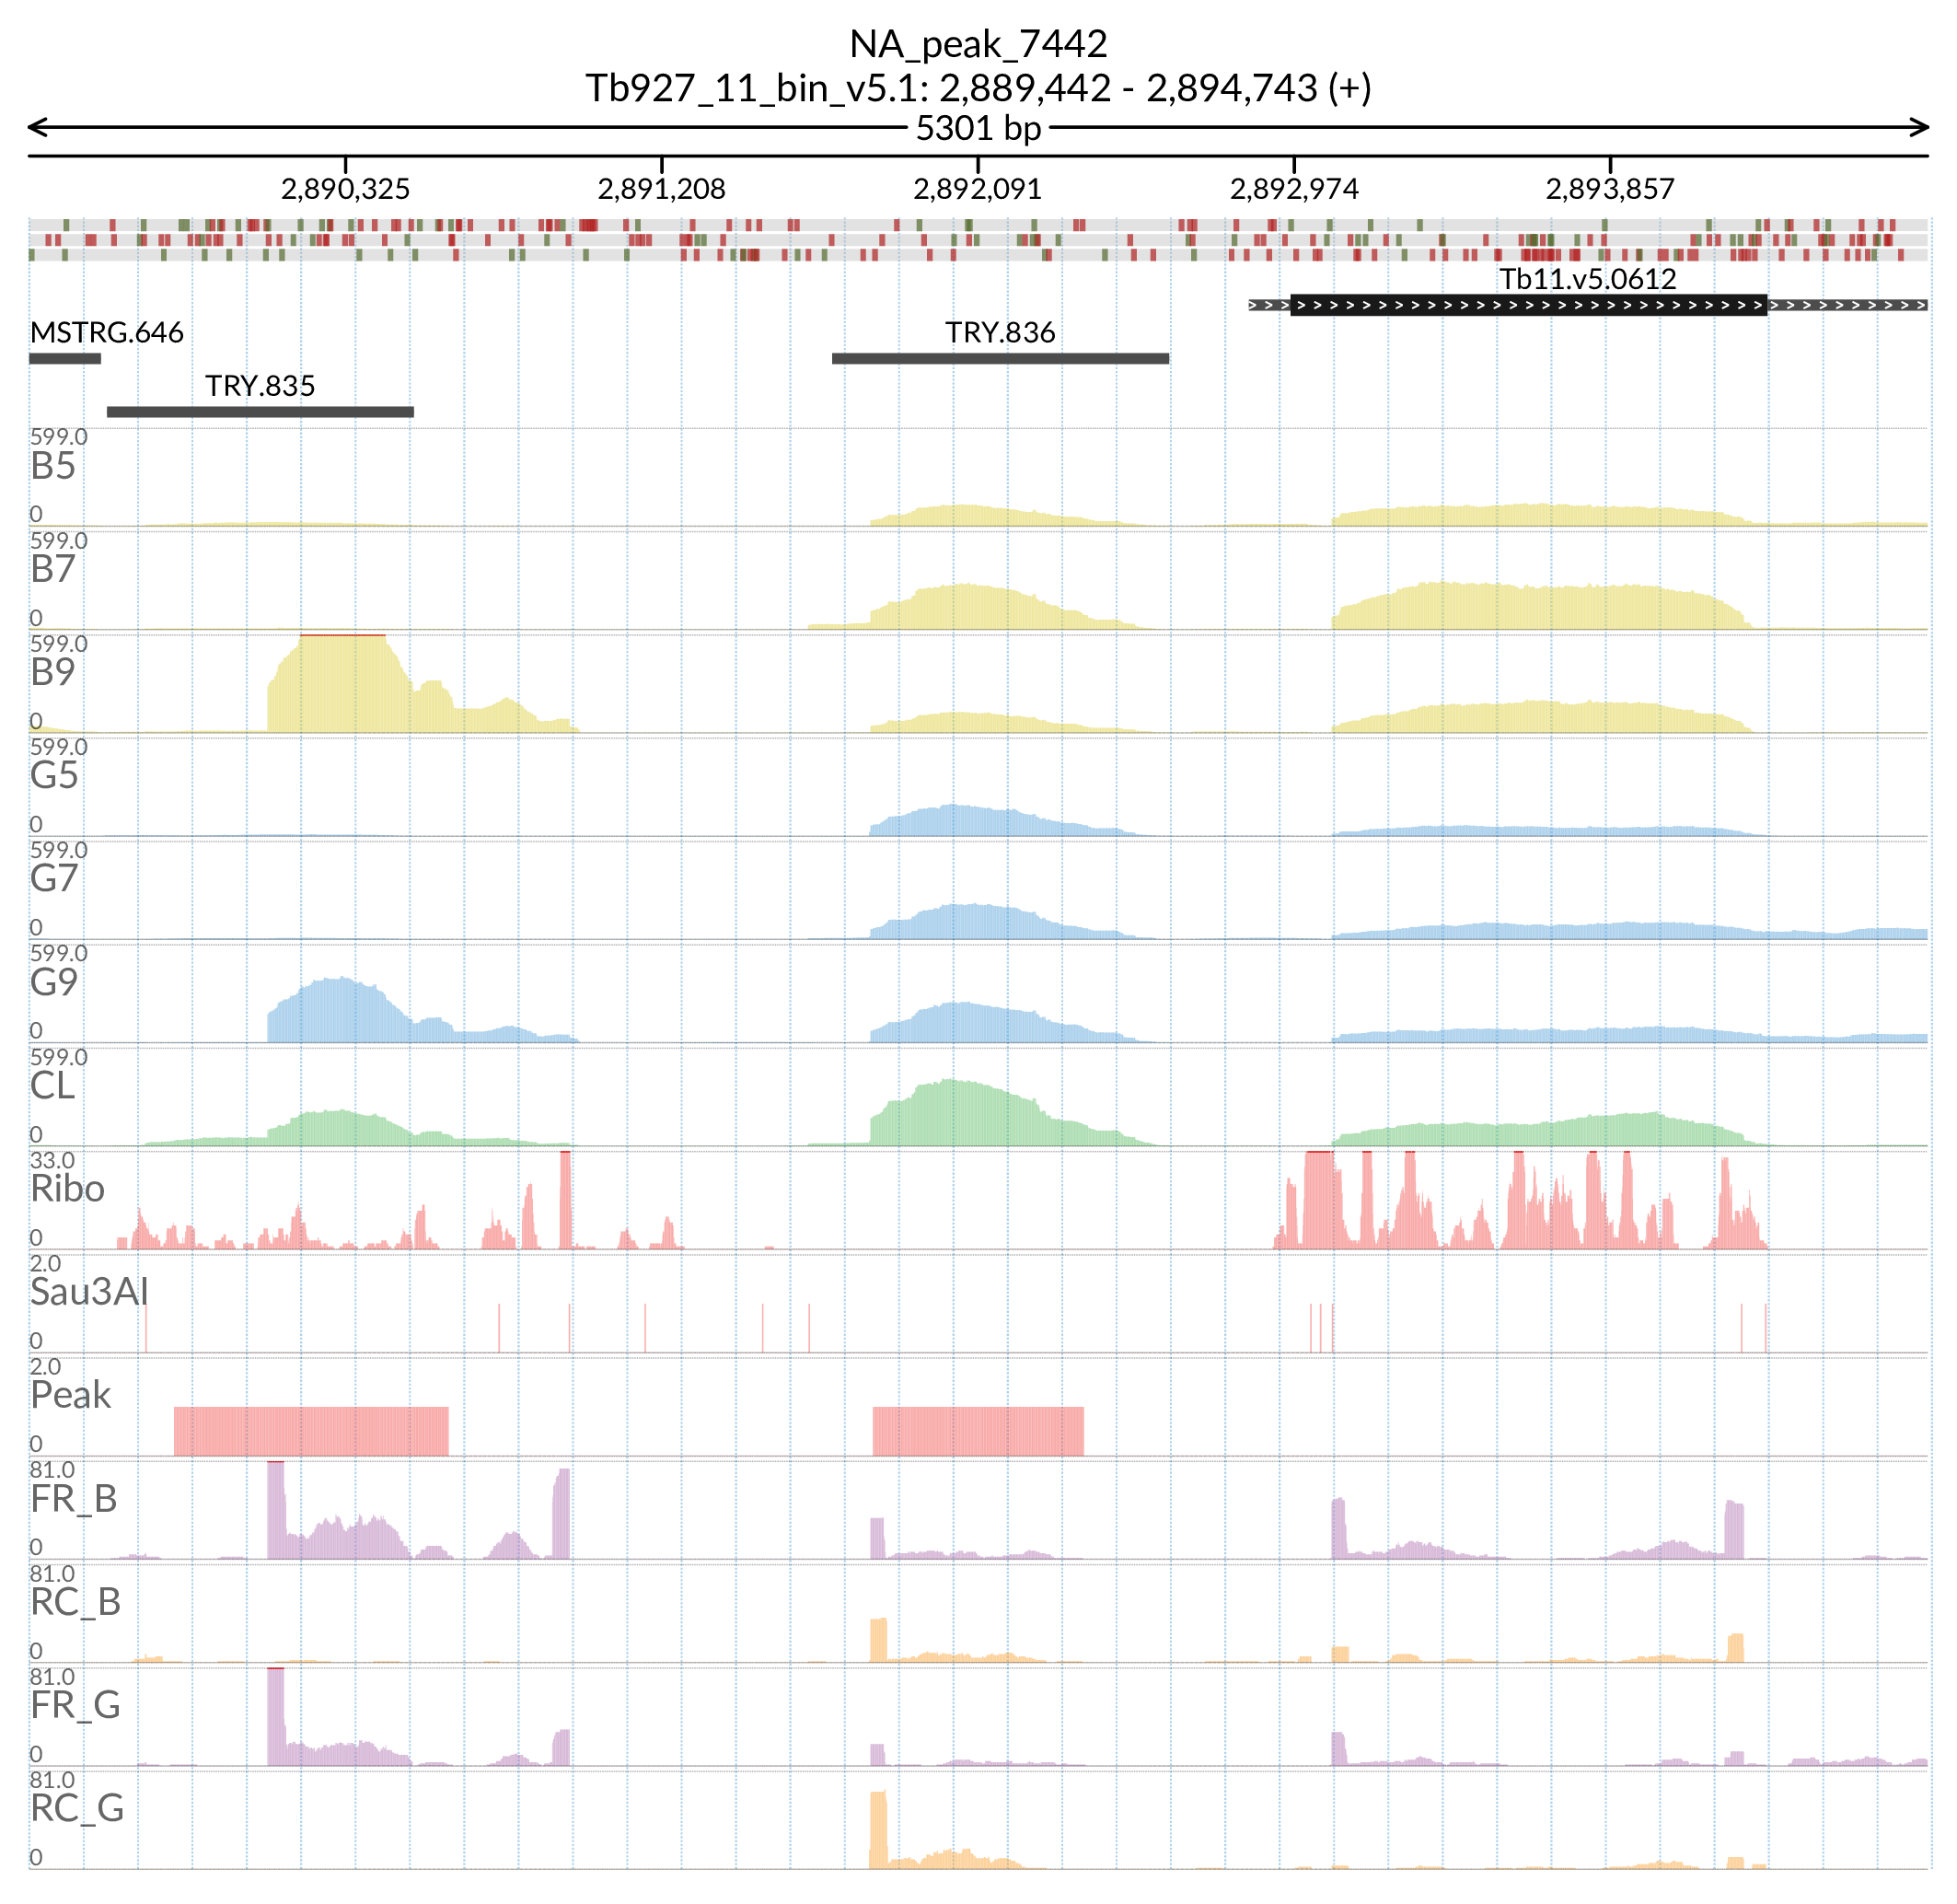 NA_peak_7442
Tb927_11_bin_v5.1: 2,889,442 - 2,894,743 (+)
5301 bp
2,890,325 2,891,208 2,892,091 2,892,974 2,893,857
Tb11.v5.0612
MSTRG.646 TRY.836
TRY.835
599.0
B5
0
599.0
B7
0
599.0
B9
0
599.0
G5
0
599.0
G7
0
599.0
G9
0
599.0
CL
0
33.0
Ribo
0
2.0
Sau3AI
0
2.0
Peak
0
81.0
FR_B
0
81.0
RC_B
0
81.0
FR_G
0
81.0
RC_G
0